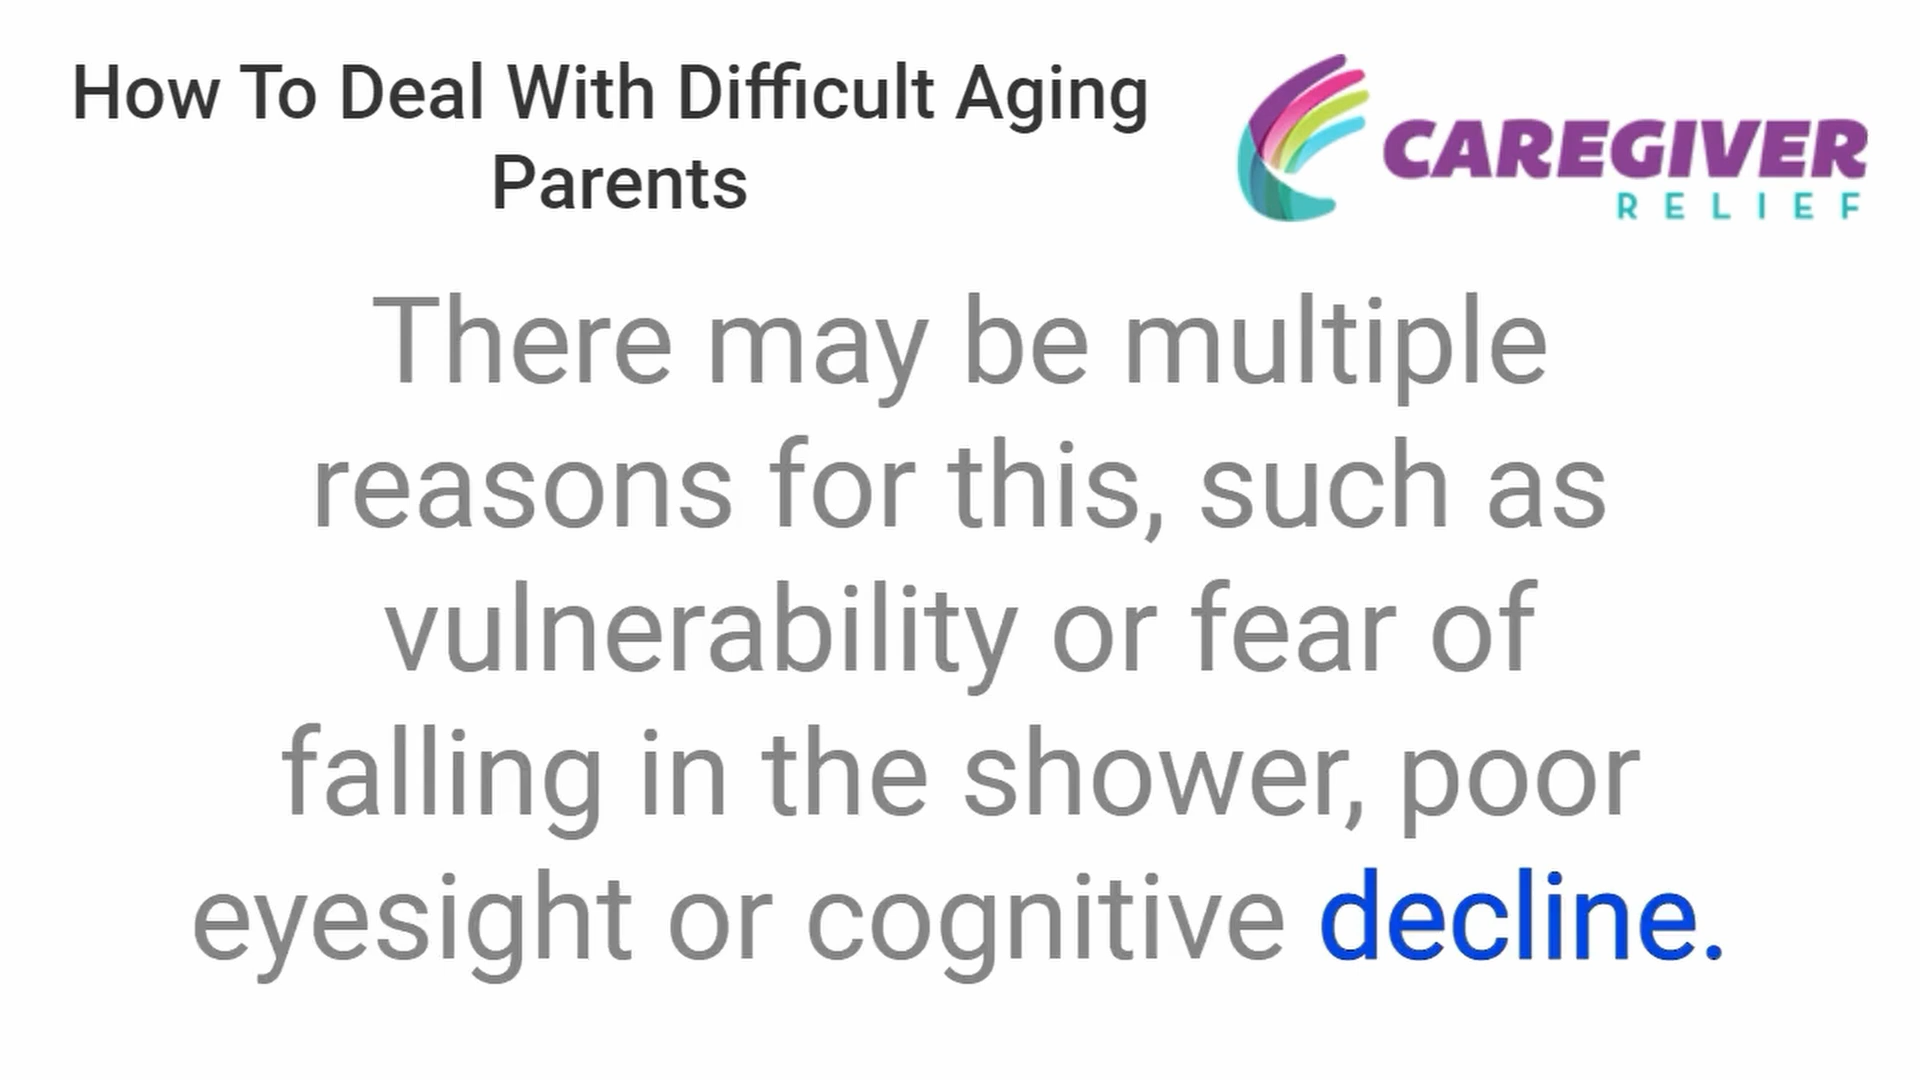 How To Deal With Difficult Aging
Parents
CAREGIVER
RELIEF
There may be multiple
reasons for this, such as
vulnerability or fear of
falling in the shower, poor
eyesight or cognitive decline.